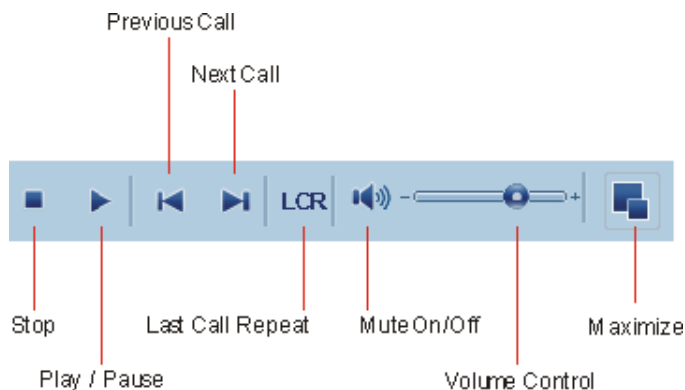 Previous Call
Next Call
LCR
-
+
Stop
Last Call Repeat
Mute On/Off
Maximize
Play / Pause
Volume Control